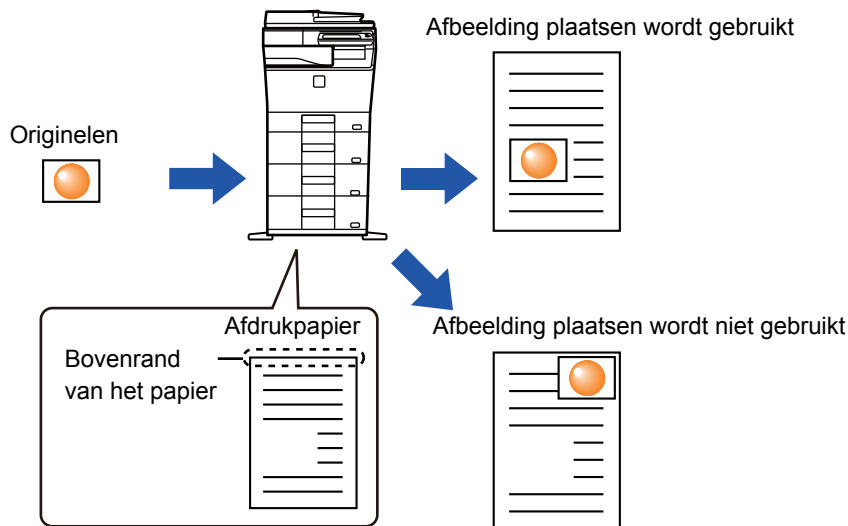 Afbeelding plaatsen wordt gebruikt
Originelen
Afdrukpapier
Bovenrand
van het papier
Afbeelding plaatsen wordt niet gebruikt